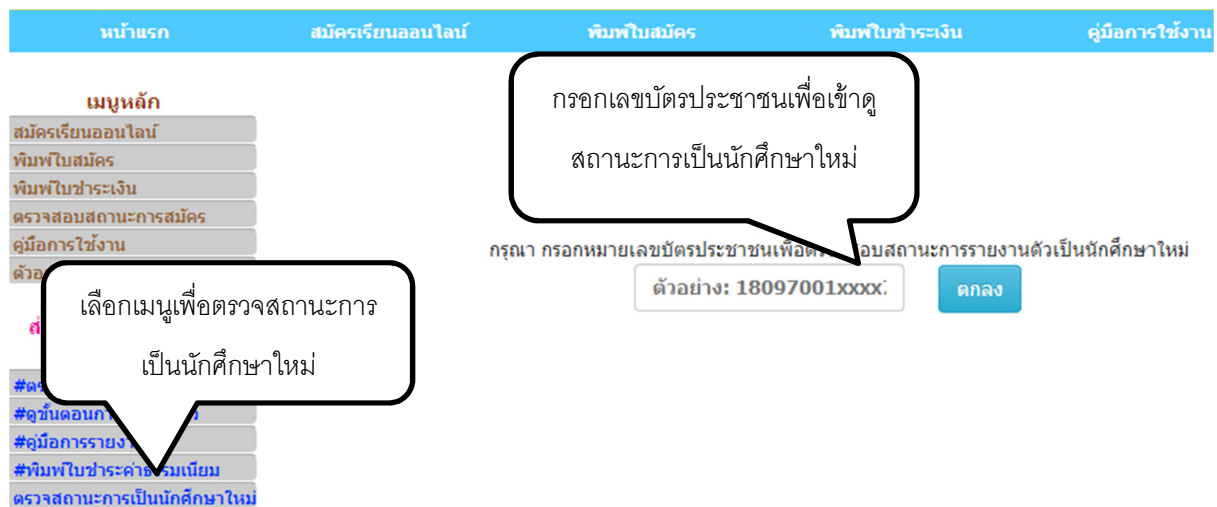 หน้าแรก สมัครเรียนออนไลน์ พิมพ์ใบสมัคร พิมพ์ใบชำระเงิน คู่มือการใช้งาน
เมนูหลัก
สมัครเรียนออนไลน์
พิมพ์ใบสมัคร
พิมพ์ใบชำระเงิน
ตรวจสอบสถานะการสมัคร
คู่มือการใช้งาน
เลือกเมนูเพื่อตรวจสถานะการ
เป็นนักศึกษาใหม่
#คู่มือการรายง
#พิมพ์ใบชำระค่าธรรมเนียม
ตรวจสถานะการเป็นนักศึกษาใหม่
กรอกเลขบัตรประชาชนเพื่อเข้าดู
สถานะการเป็นนักศึกษาใหม่
กรุณา กรอกหมายเลขบัตรประชาชนเพื่อตรวจสอบสถานะการรายงานตัวเป็นนักศึกษาใหม่
ตัวอย่าง: 18097001xxxx ตกลง